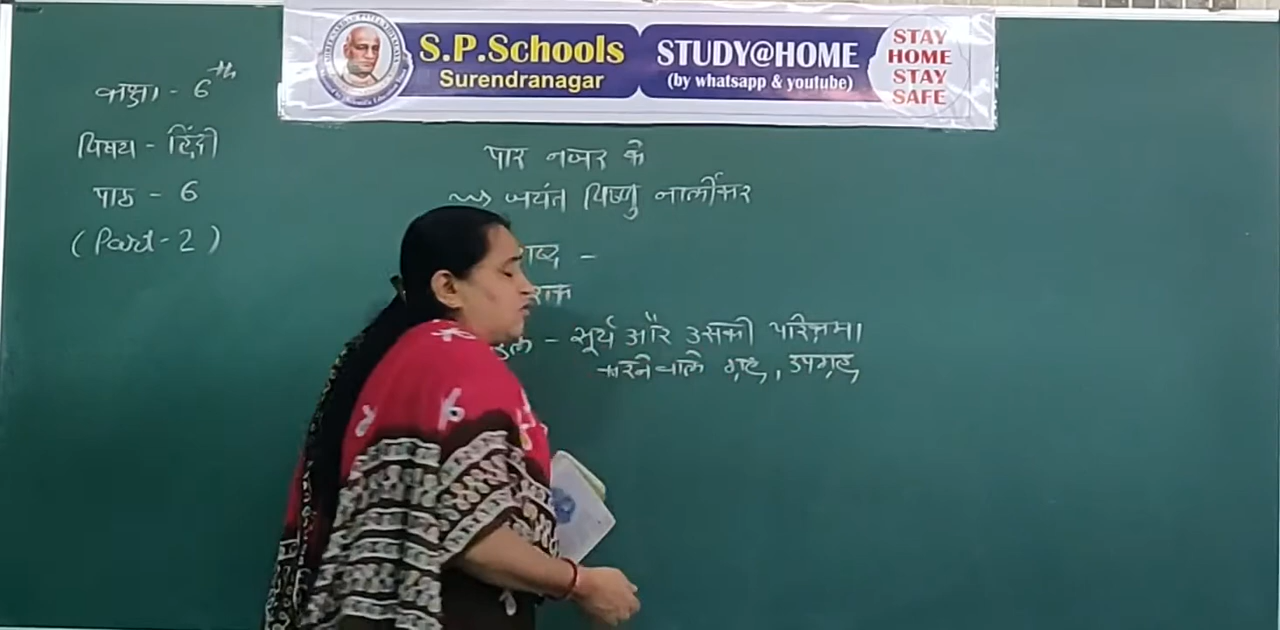 S.P.Schools
Surendranagar
STUDY@HOME
(by whatsapp & youtube)
STAY
HOME
STAY
SAFE
कक्षा - 6th
विषय - हिंदी
पाठ - 6
(Part-2)
पार नजर के
जयंत विष्णु नार्लीकर
सूर्य और उसकी परिक्रमा
करनेवाले ग्रह, उपग्रह